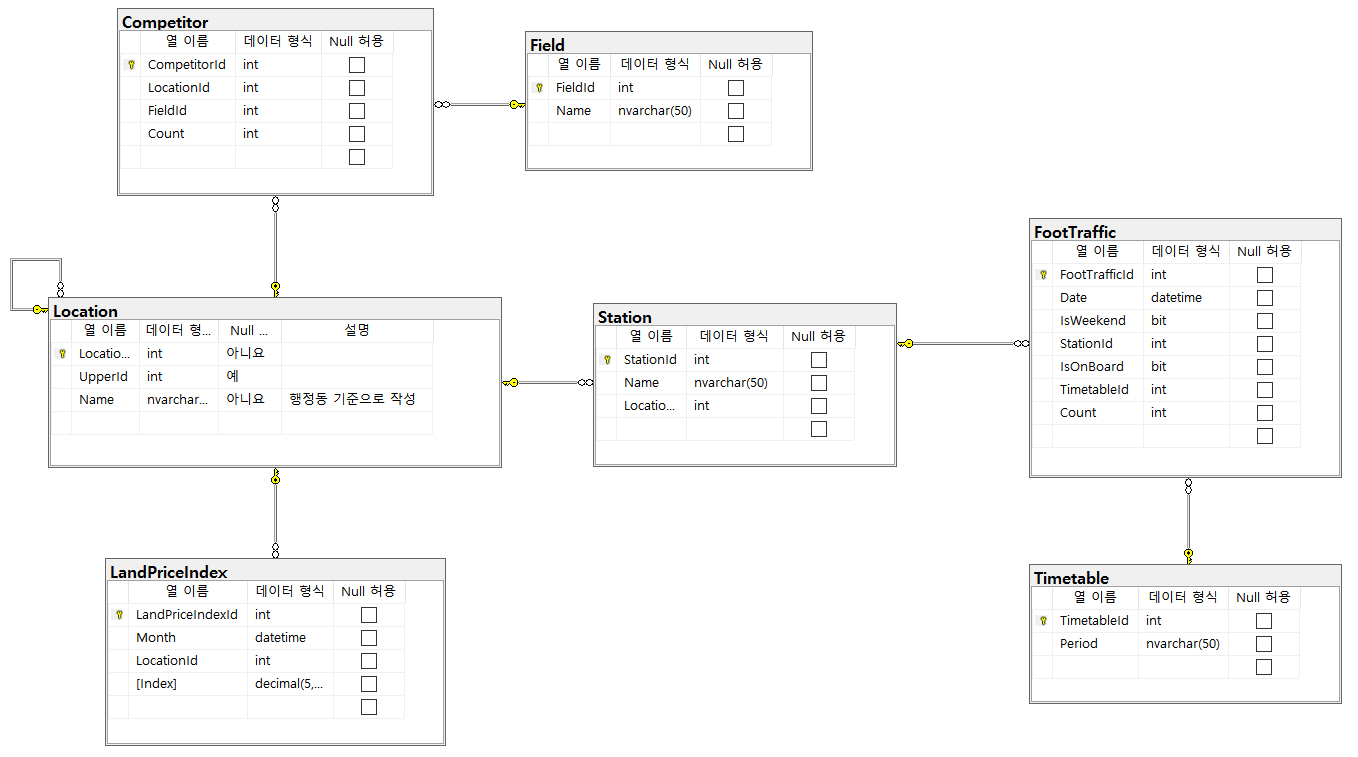 Competitor
열 이름 데이터 형식 Null 허용
CompetitorId int
LocationId int
FieldId int
Count int
Field
열 이름 데이터 형식 Null 허용
FieldId int
Name nvarchar(50)
Location
열 이름 데이터 형... Null ... 설명
Locatio... int 아니요
UpperId int 예
Name nvarchar... 아니요 행정동 기준으로 작성
Station
열 이름 데이터 형식 Null 허용
StationId int
Name nvarchar(50)
Locatio... int
FootTraffic
열 이름 데이터 형식 Null 허용
FootTrafficId int
Date datetime
IsWeekend bit
StationId int
IsOnBoard bit
TimetableId int
Count int
LandPriceIndex
열 이름 데이터 형식 Null 허용
LandPriceIndexId int
Month datetime
LocationId int
[Index] decimal(5,...
Timetable
열 이름 데이터 형식 Null 허용
TimetableId int
Period nvarchar(50)